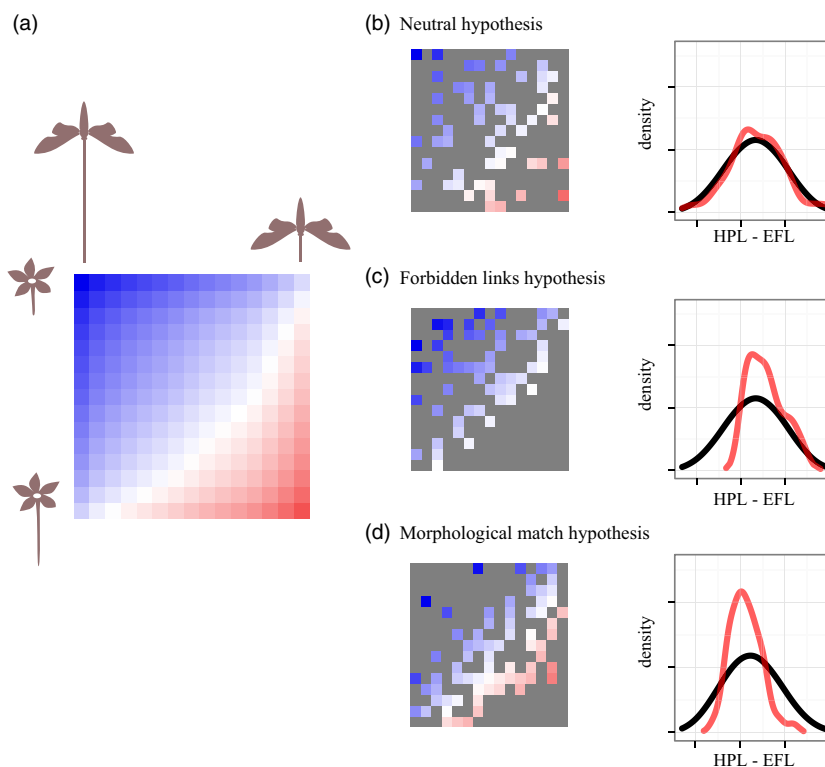 (a)
(b) Neutral hypothesis
density
HPL - EFL
(c) Forbidden links hypothesis
density
HPL - EFL
(d) Morphological match hypothesis
density
HPL - EFL